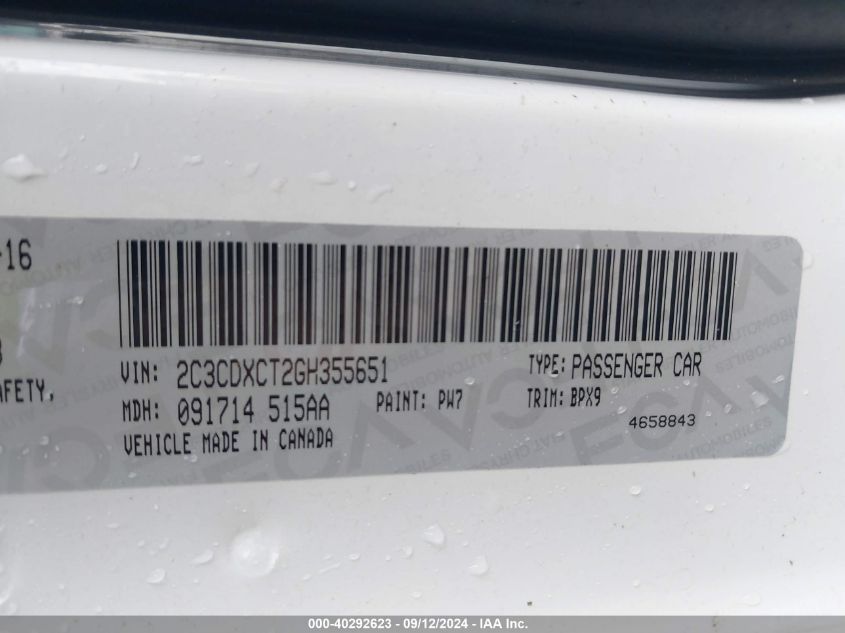 -16
AFETY,
VIN: 2C3CDXCT2GH355651 TYPE: PASSENGER CAR
MDH: 091714 515AA PAINT: PW7 TRIM: BPX9
VEHICLE MADE IN CANADA 4658843
000-40292623 - 09/12/2024 - IAA Inc.